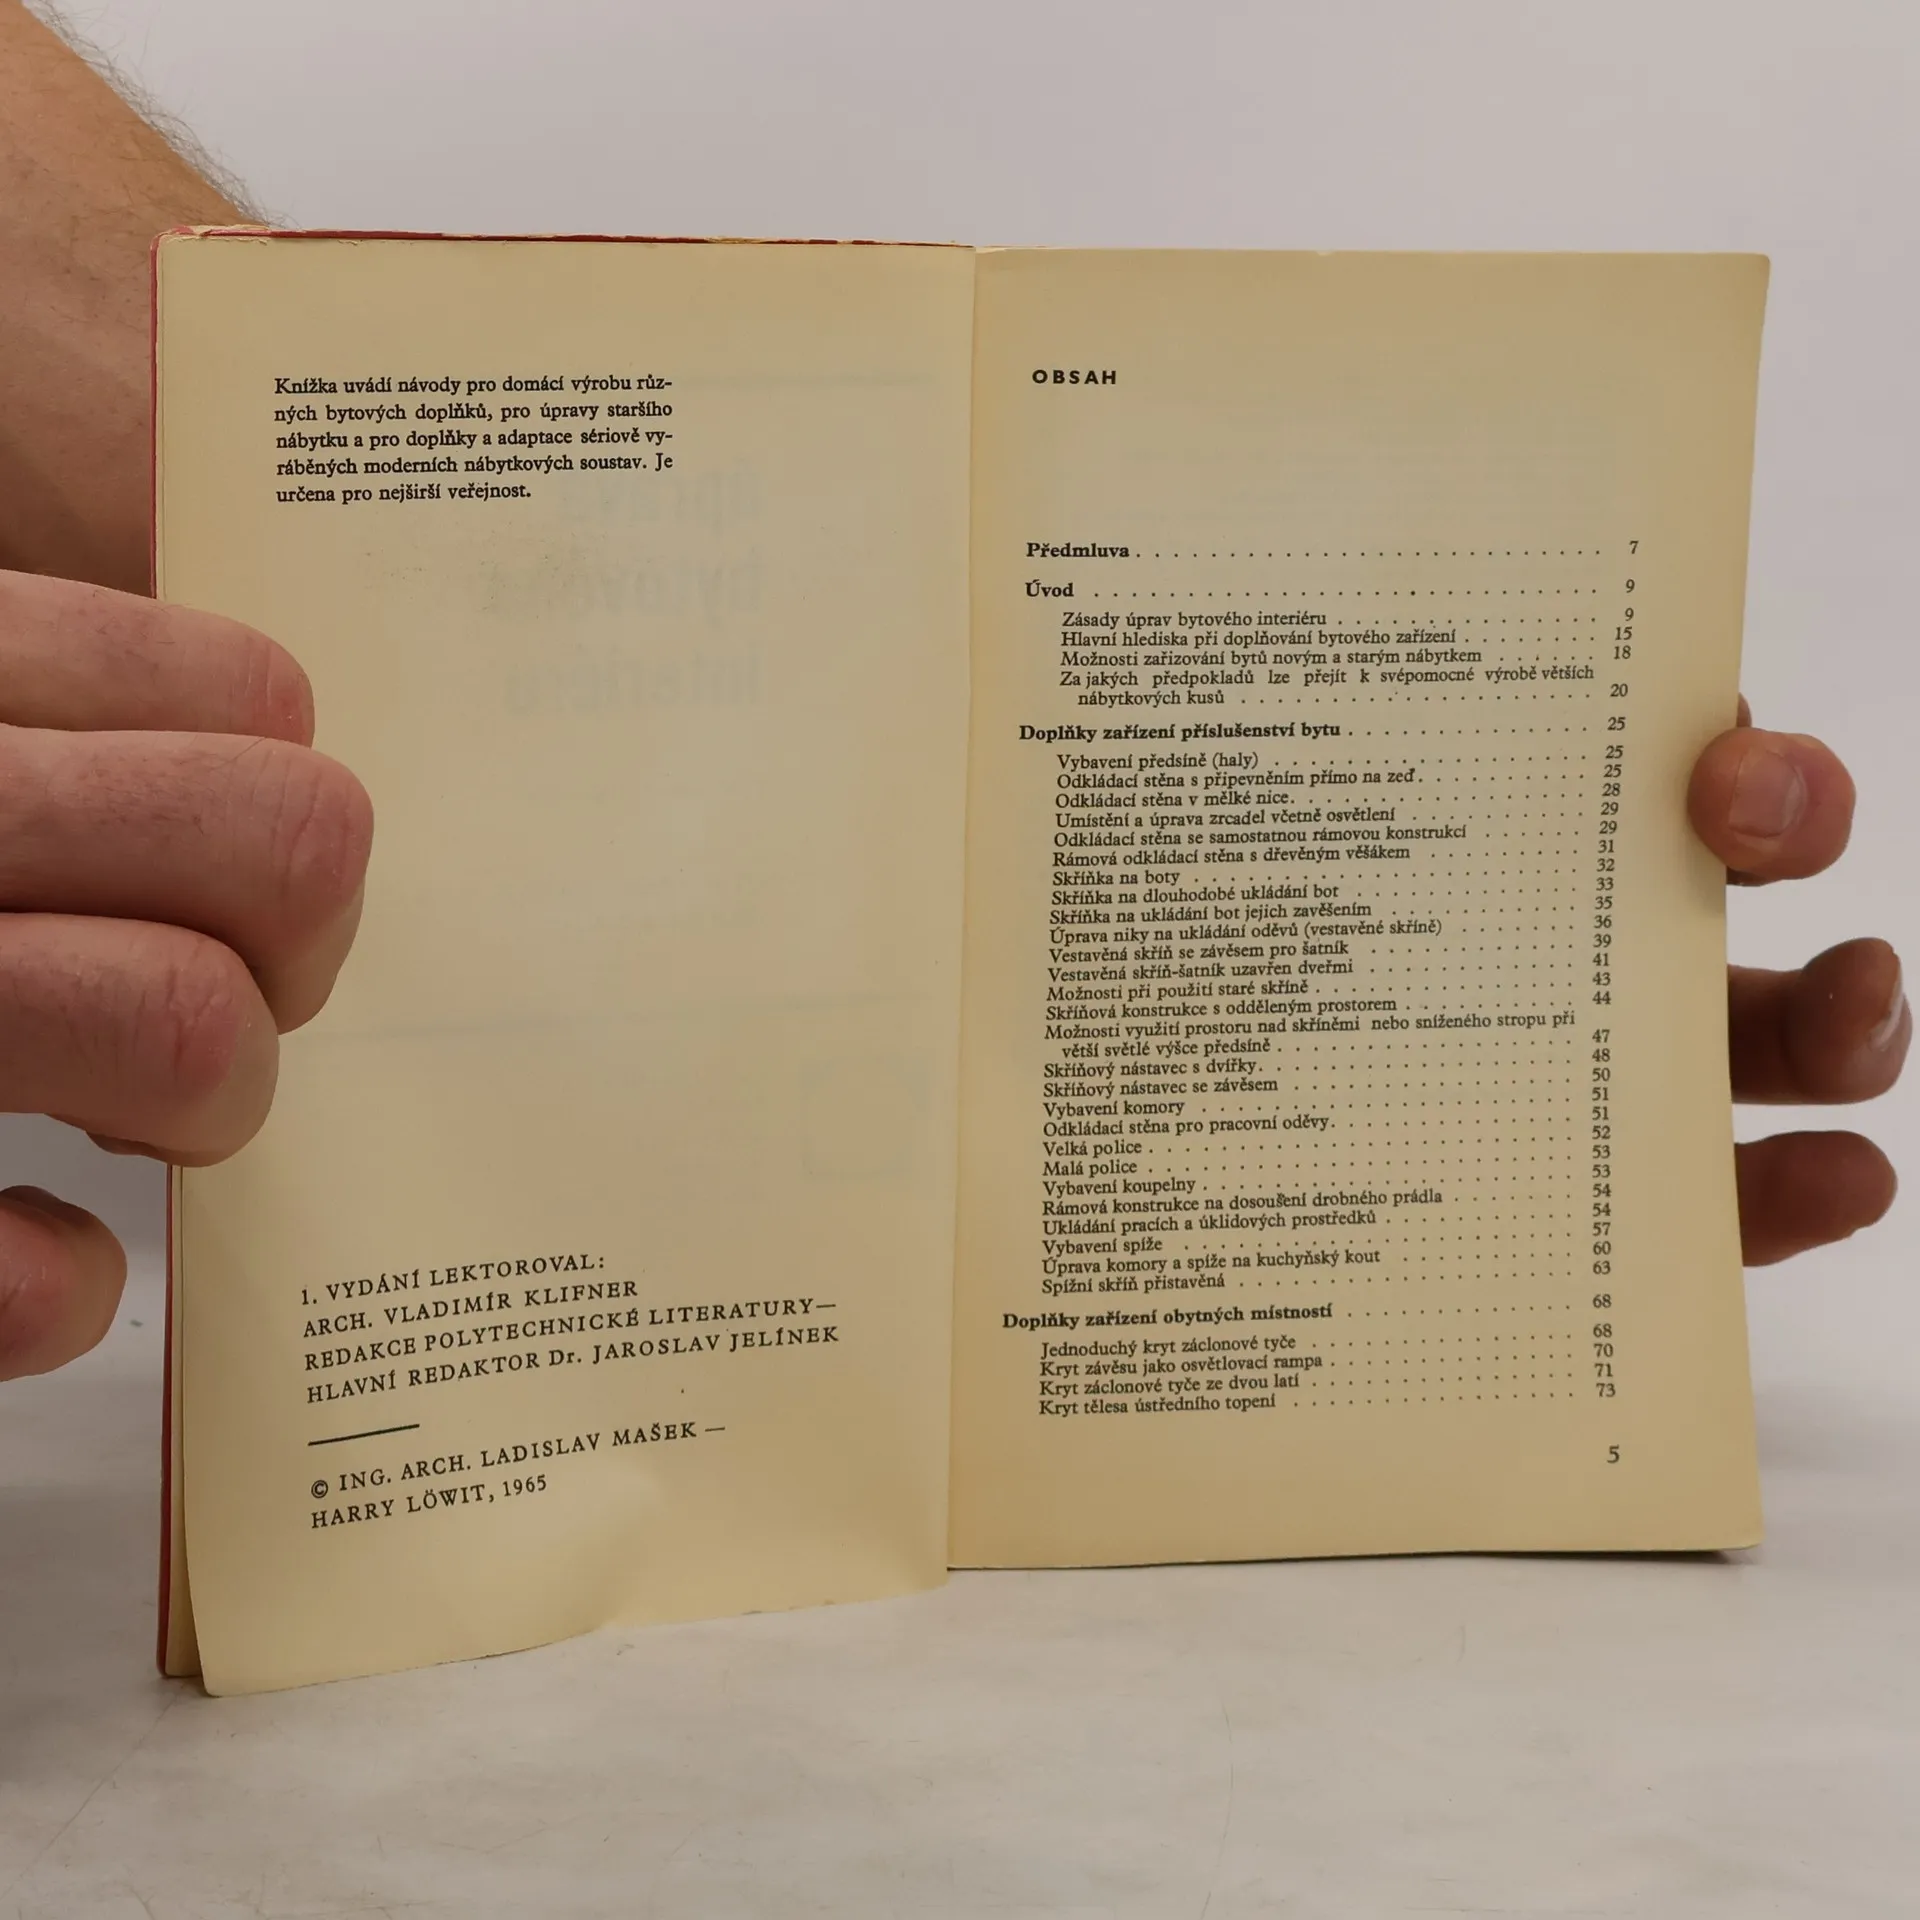 Knížka uvádí návody pro domácí výrobu růz-
ných bytových doplňků, pro úpravy staršího
nábytku a pro doplňky a adaptace sériově vy-
ráběných moderních nábytkových soustav. Je
určena pro nejširší veřejnost.
1. VYDÁNÍ LEKTOROVAL:
ARCH. VLADIMÍR KLIFNER
REDAKCE POLYTECHNICKÉ LITERATURY—
HLAVNÍ REDAKTOR Dr. JAROSLAV JELÍNEK
© ING. ARCH. LADISLAV MAŠEK —
HARRY LÖWIT, 1965
OBSAH
Předmluva . . . . . . . . . . 7
Úvod . . . . . . . . . . 9
Zásady úprav bytového interiéru . . . . . . . . . . 9
Hlavní hlediska při doplňování bytového zařízení . . . . . . . . 15
Možnosti zařizování bytů novým a starým nábytkem . . . . . . 18
Za jakých předpokladů lze přejít k svépomocné výrobě větších
nábytkových kusů . . . . . . . . . . 20
Doplňky zařízení příslušenství bytu . . . . . . . . . . 25
Vybavení předsíně (haly) . . . . . . . . . . 25
Odkládací stěna s připevněním přímo na zeď . . . . . . . . . . 25
Odkládací stěna v mělké nice. . . . . . . . . . 28
Umístění a úprava zrcadel včetně osvětlení . . . . . . . . . . 29
Odkládací stěna se samostatnou rámovou konstrukcí . . . . . . 29
Rámová odkládací stěna s dřevěným věšákem . . . . . . . . . 31
Skříňka na boty . . . . . . . . . . 32
Skříňka na dlouhodobé ukládání bot . . . . . . . . . . 33
Skříňka na ukládání bot jejich zavěšením . . . . . . . . . . 35
Úprava niky na ukládání oděvů (vestavěné skříně) . . . . . . . 36
Vestavěná skříň se závěsem pro šatník . . . . . . . . . . 39
Vestavěná skříň-šatník uzavřen dveřmi . . . . . . . . . . 41
Možnosti při použití staré skříně . . . . . . . . . . 43
Skříňová konstrukce s odděleným prostorem . . . . . . . . . 44
Možnosti využití prostoru nad skříněmi nebo sníženého stropu při
větší světlé výšce předsíně . . . . . . . . . . 47
Skříňový nástavec s dvířky. . . . . . . . . . 48
Skříňový nástavec se závěsem . . . . . . . . . . 50
Vybavení komory . . . . . . . . . . 51
Odkládací stěna pro pracovní oděvy. . . . . . . . . . 51
Velká police . . . . . . . . . . 52
Malá police . . . . . . . . . . 53
Vybavení koupelny . . . . . . . . . . 53
Rámová konstrukce na dosoušení drobného prádla . . . . . . . 54
Ukládání pracích a úklidových prostředků . . . . . . . . . . 54
Vybavení spíže . . . . . . . . . . 57
Úprava komory a spíže na kuchyňský kout . . . . . . . . . 60
Spížní skříň přistavěná . . . . . . . . . . 63
Doplňky zařízení obytných místností . . . . . . . . . . 68
Jednoduchý kryt záclonové tyče . . . . . . . . . . 68
Kryt závěsu jako osvětlovací rampa . . . . . . . . . . 70
Kryt záclonové tyče ze dvou latí . . . . . . . . . . 71
Kryt tělesa ústředního topení . . . . . . . . . . 73
5